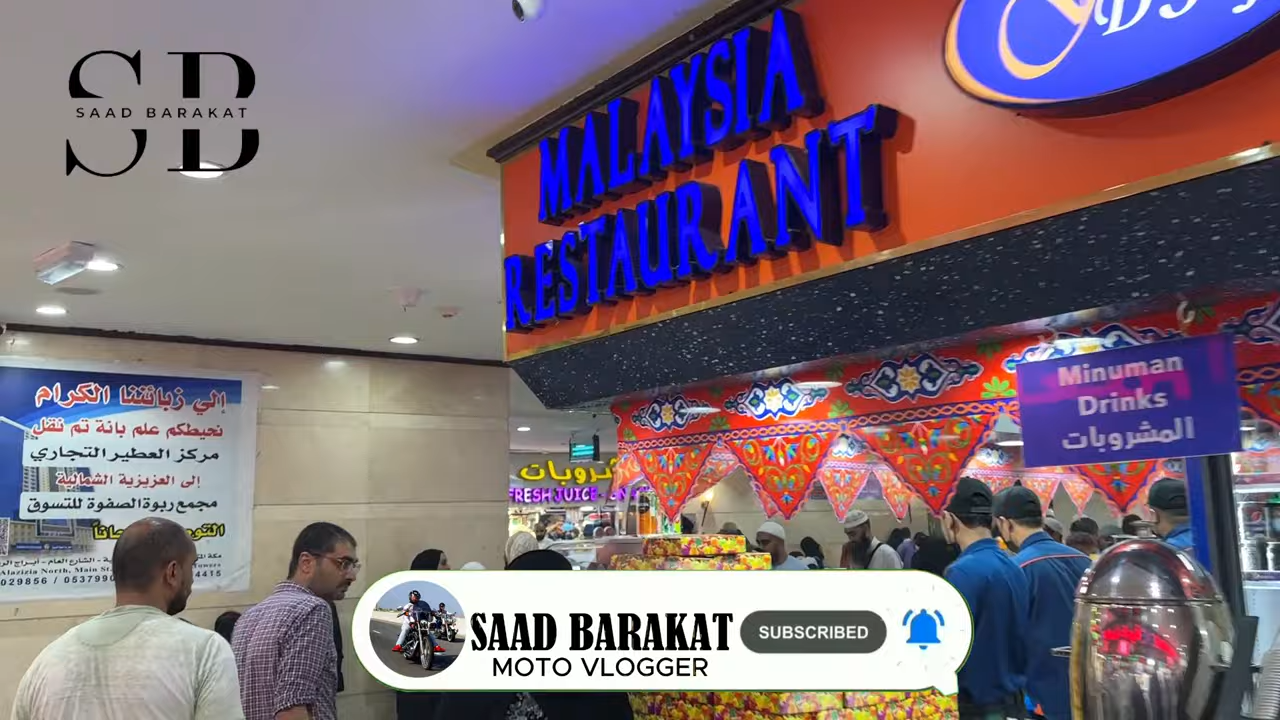 SB
SAAD BARAKAT
MALAYSIA
RESTAURANT
Minuman
Drinks
المشروبات
إلي زبائننا الكرام
نحيطكم علم بانة تم نقل
مركز العطير التجاري
إلى العزيزية الشمالية
مجمع ربوة الصفوة للتسوق
FRESH JUICE
SAAD BARAKAT
MOTO VLOGGER
SUBSCRIBED